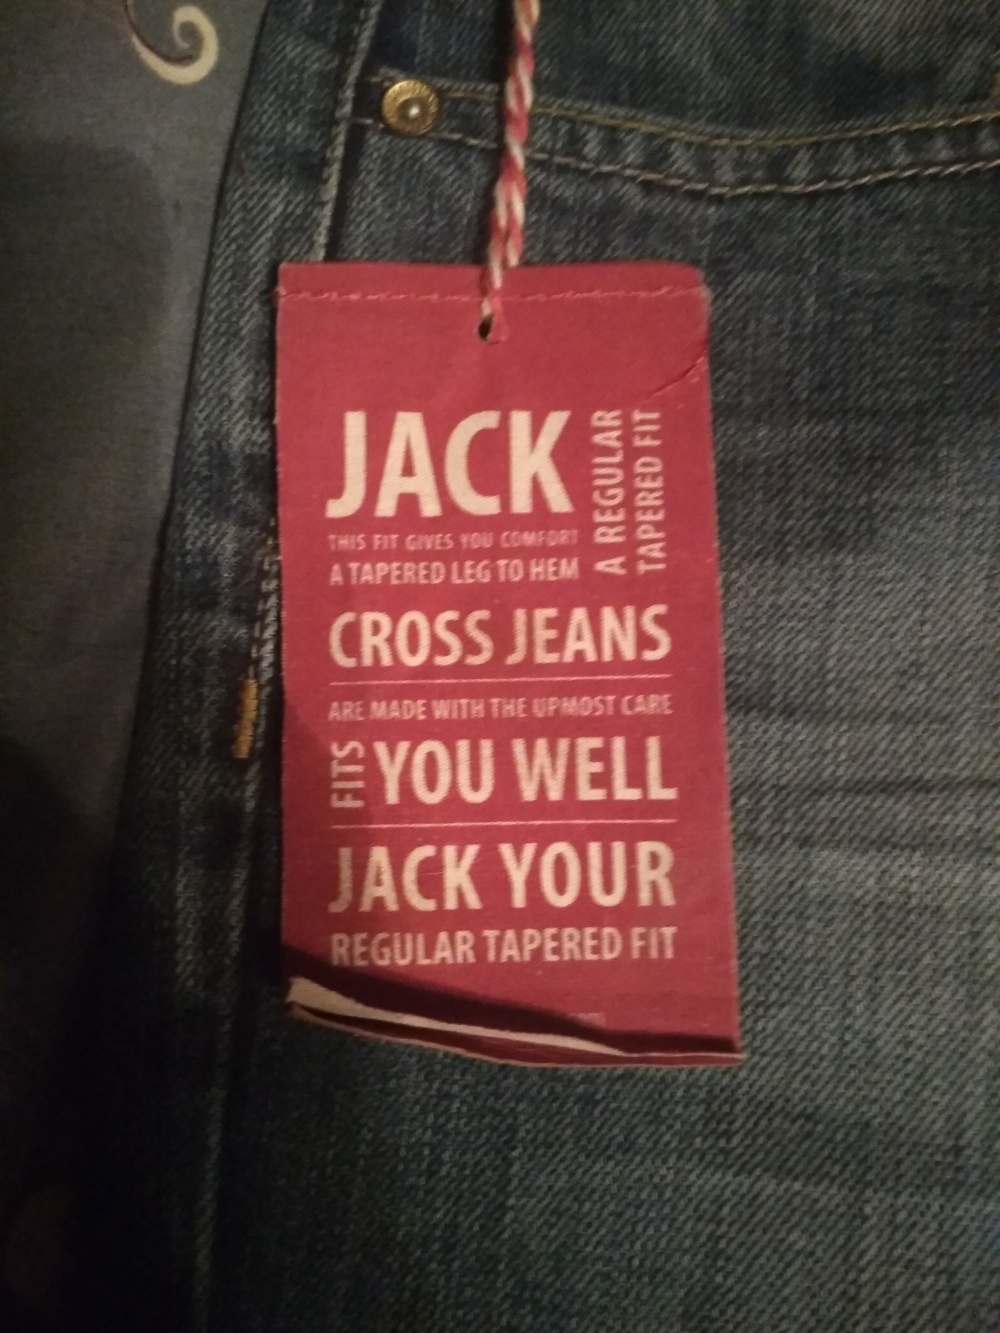 JACK
A REGULAR
TAPERED FIT
THIS FIT GIVES YOU COMFORT
A TAPERED LEG TO HEM
CROSS JEANS
ARE MADE WITH THE UPMOST CARE
FITS
YOU WELL
JACK YOUR
REGULAR TAPERED FIT